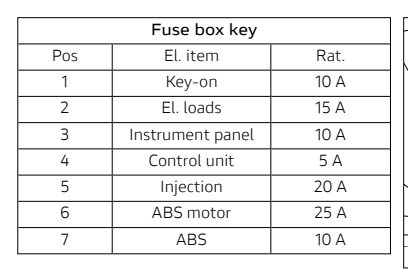 Fuse box key
Pos El. item Rat.
1 Key-on 10 A
2 El. loads 15 A
3 Instrument panel 10 A
4 Control unit 5 A
5 Injection 20 A
6 ABS motor 25 A
7 ABS 10 A